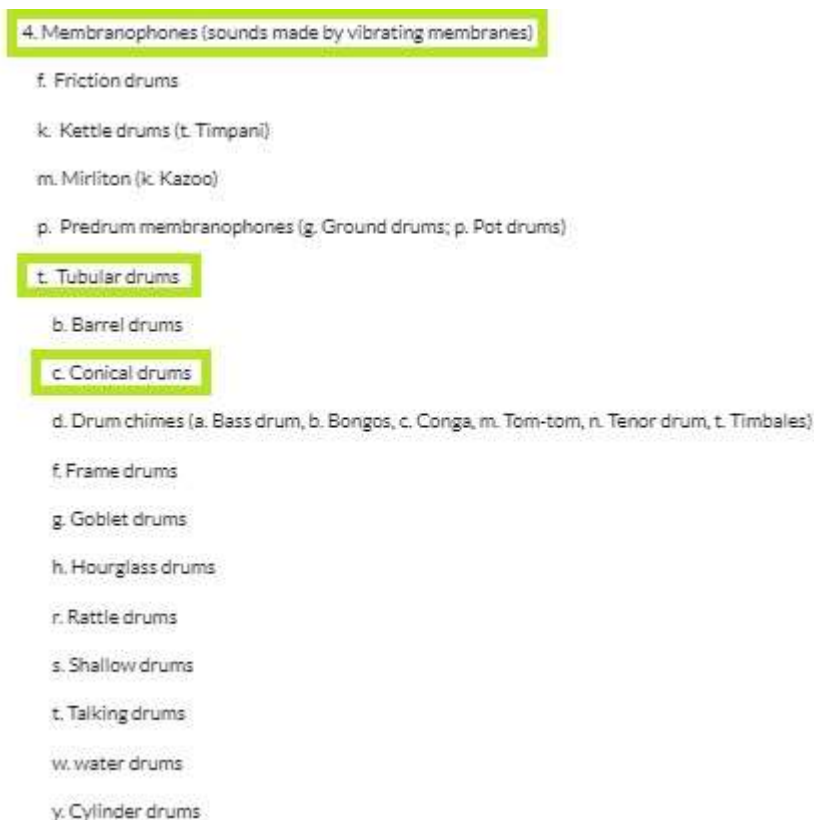 4. Membranophones (sounds made by vibrating membranes)
f. Friction drums
k. Kettle drums (t. Timpani)
m. Mirliton (k. Kazoo)
p. Predrum membranophones (g. Ground drums; p. Pot drums)
t. Tubular drums
b. Barrel drums
c. Conical drums
d. Drum chimes (a. Bass drum, b. Bongos, c. Conga, m. Tom-tom, n. Tenor drum, t. Timbales)
f. Frame drums
g. Goblet drums
h. Hourglass drums
r. Rattle drums
s. Shallow drums
t. Talking drums
w. water drums
y. Cylinder drums